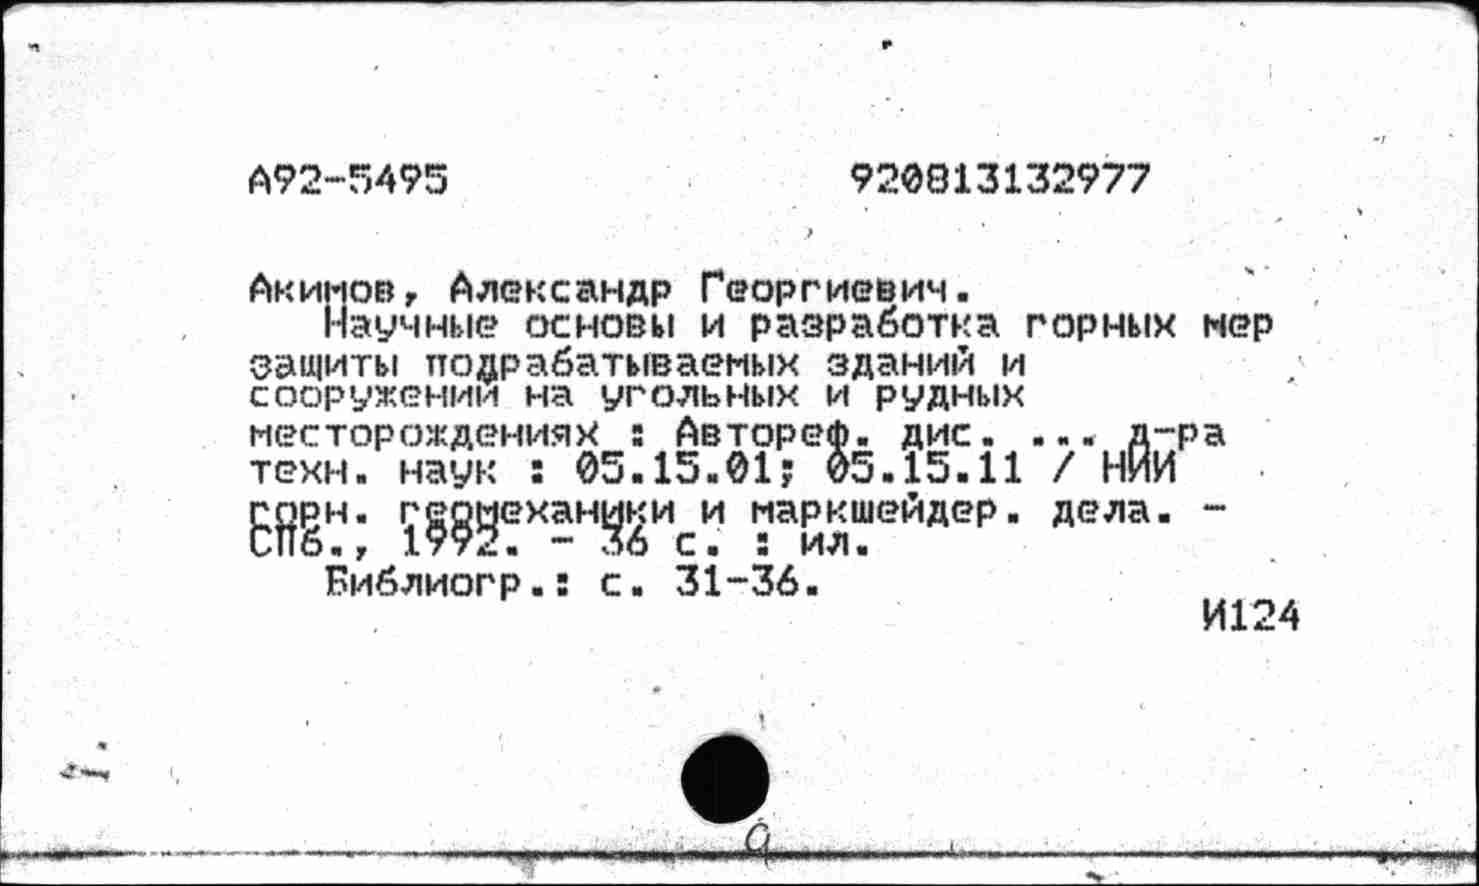 А92-5495 920813132977
Акимов, Александр Георгиевич.
Научные основы и разработка горных мер
защиты подрабатываемых зданий и
сооружений на угольных и рудных
месторождениях : Автореф. дис. ... д-ра
техн. наук : 05.15.01; 05.15.11 / НИИ
горн. геомеханики и маркшейдер. дела. -
СПб., 1992. - 36 с. : ил.
Библиогр.: с. 31-36.
И124